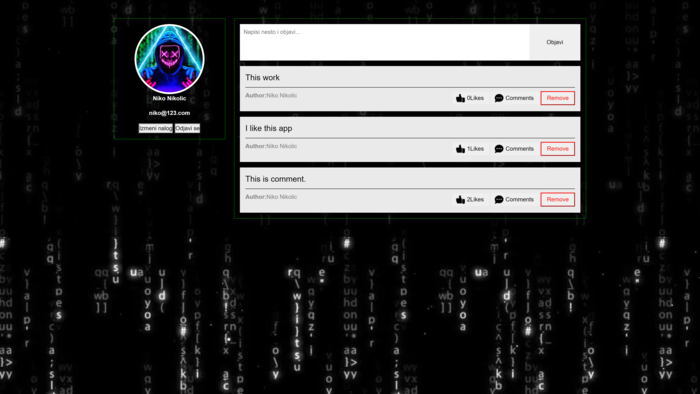 Niko Nikolic
niko@123.com
Izmeni nalog Odjavi se
Napisi nesto i objavi...
Objavi
This work
Author:Niko Nikolic
0Likes Comments Remove
I like this app
Author:Niko Nikolic
1Likes Comments Remove
This is comment.
Author:Niko Nikolic
2Likes Comments Remove